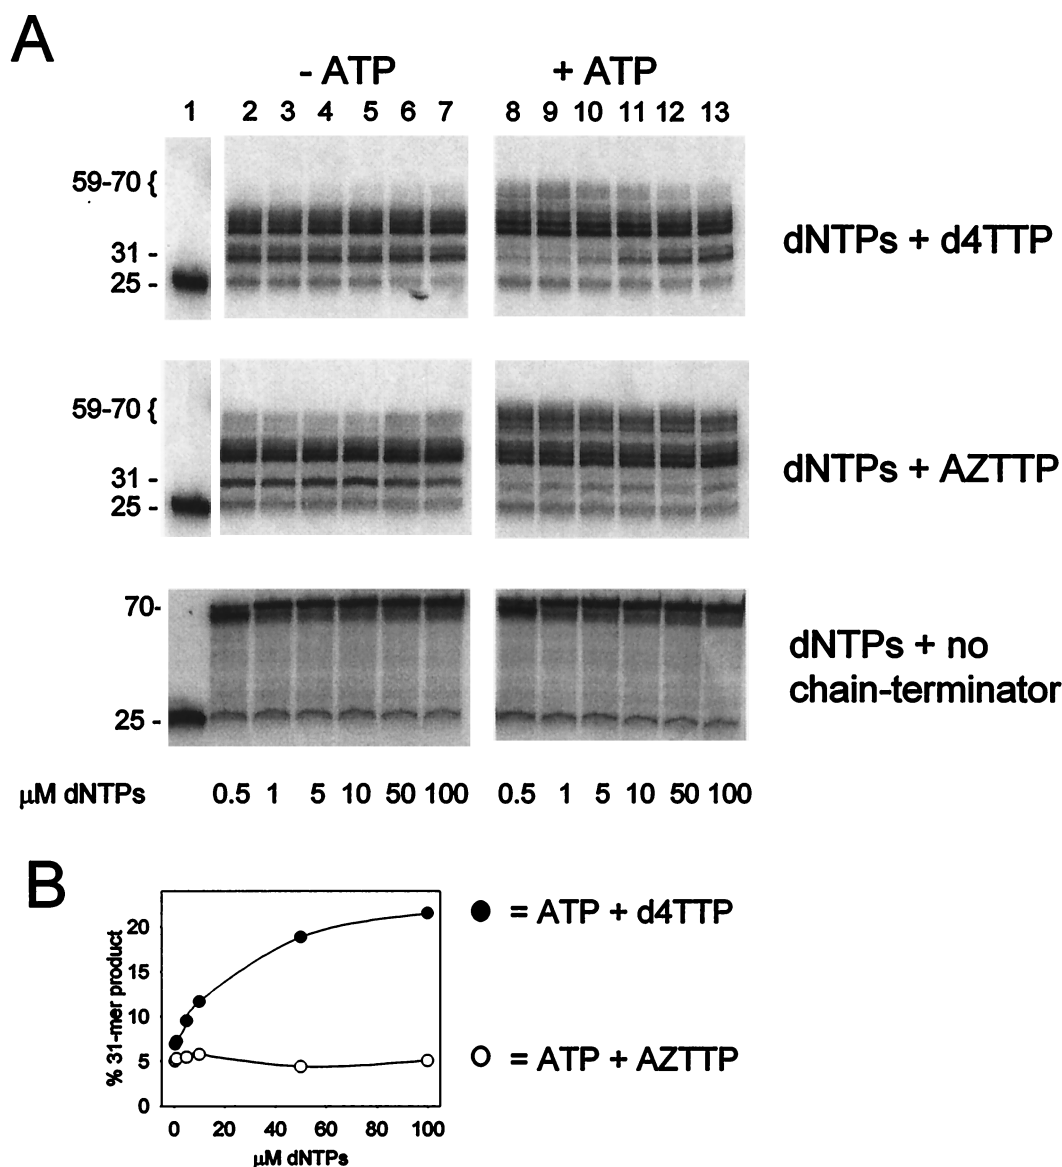 A
- ATP + ATP
1 2 3 4 5 6 7 8 9 10 11 12 13
59-70 {
31 -
25 -
dNTPs + d4TTP
59-70 {
31 -
25 -
dNTPs + AZTTP
70-
25 -
dNTPs + no
chain-terminator
μM dNTPs 0.5 1 5 10 50 100 0.5 1 5 10 50 100
B
% 31-mer product
20
15
10
5
0
0 20 40 60 80 100
μM dNTPs
● = ATP + d4TTP
○ = ATP + AZTTP